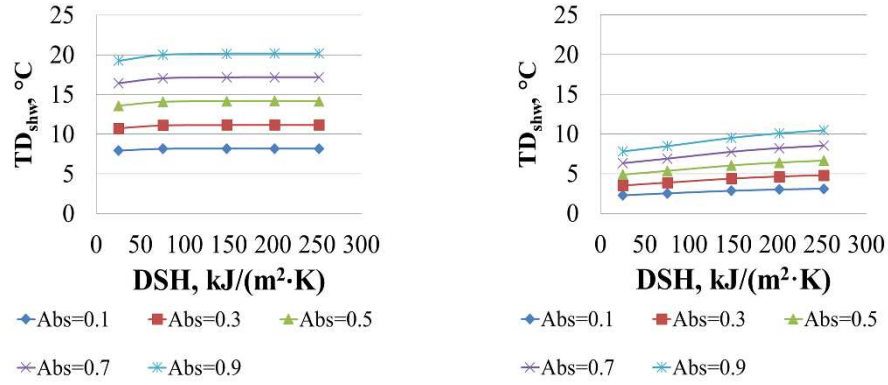 25
20
15
10
5
0
TD_shw, °C
0 50 100 150 200 250 300
DSH, kJ/(m²·K)
Abs=0.1 Abs=0.3 Abs=0.5
Abs=0.7 Abs=0.9
25
20
15
10
5
0
TD_shw, °C
0 50 100 150 200 250 300
DSH, kJ/(m²·K)
Abs=0.1 Abs=0.3 Abs=0.5
Abs=0.7 Abs=0.9